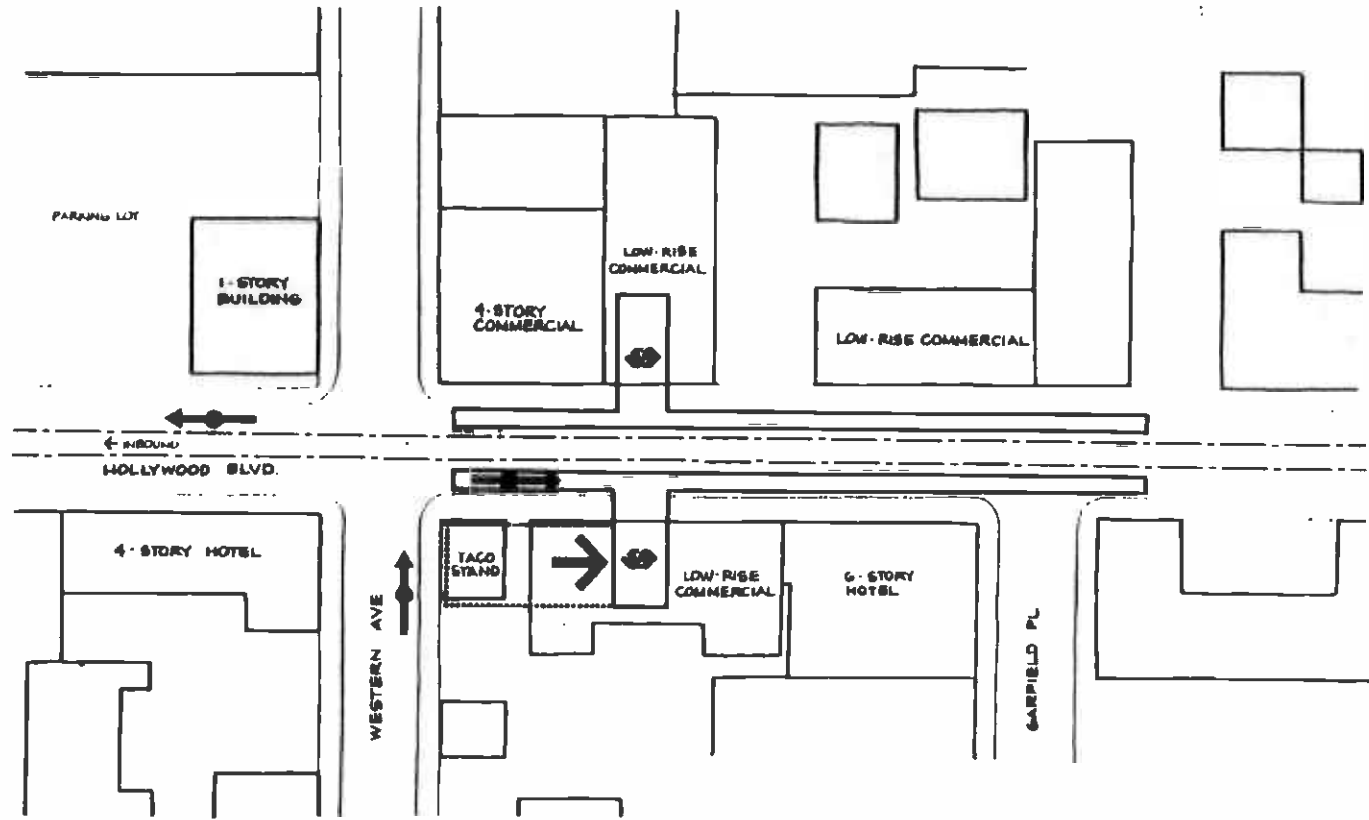 PARKING LOT
1-STORY
BUILDING
4-STORY
COMMERCIAL
LOW-RISE
COMMERCIAL
LOW-RISE COMMERCIAL
← INBOUND
HOLLYWOOD BLVD.
4-STORY HOTEL
TACO
STAND
LOW-RISE
COMMERCIAL
6-STORY
HOTEL
WESTERN AVE
GARFIELD PL.